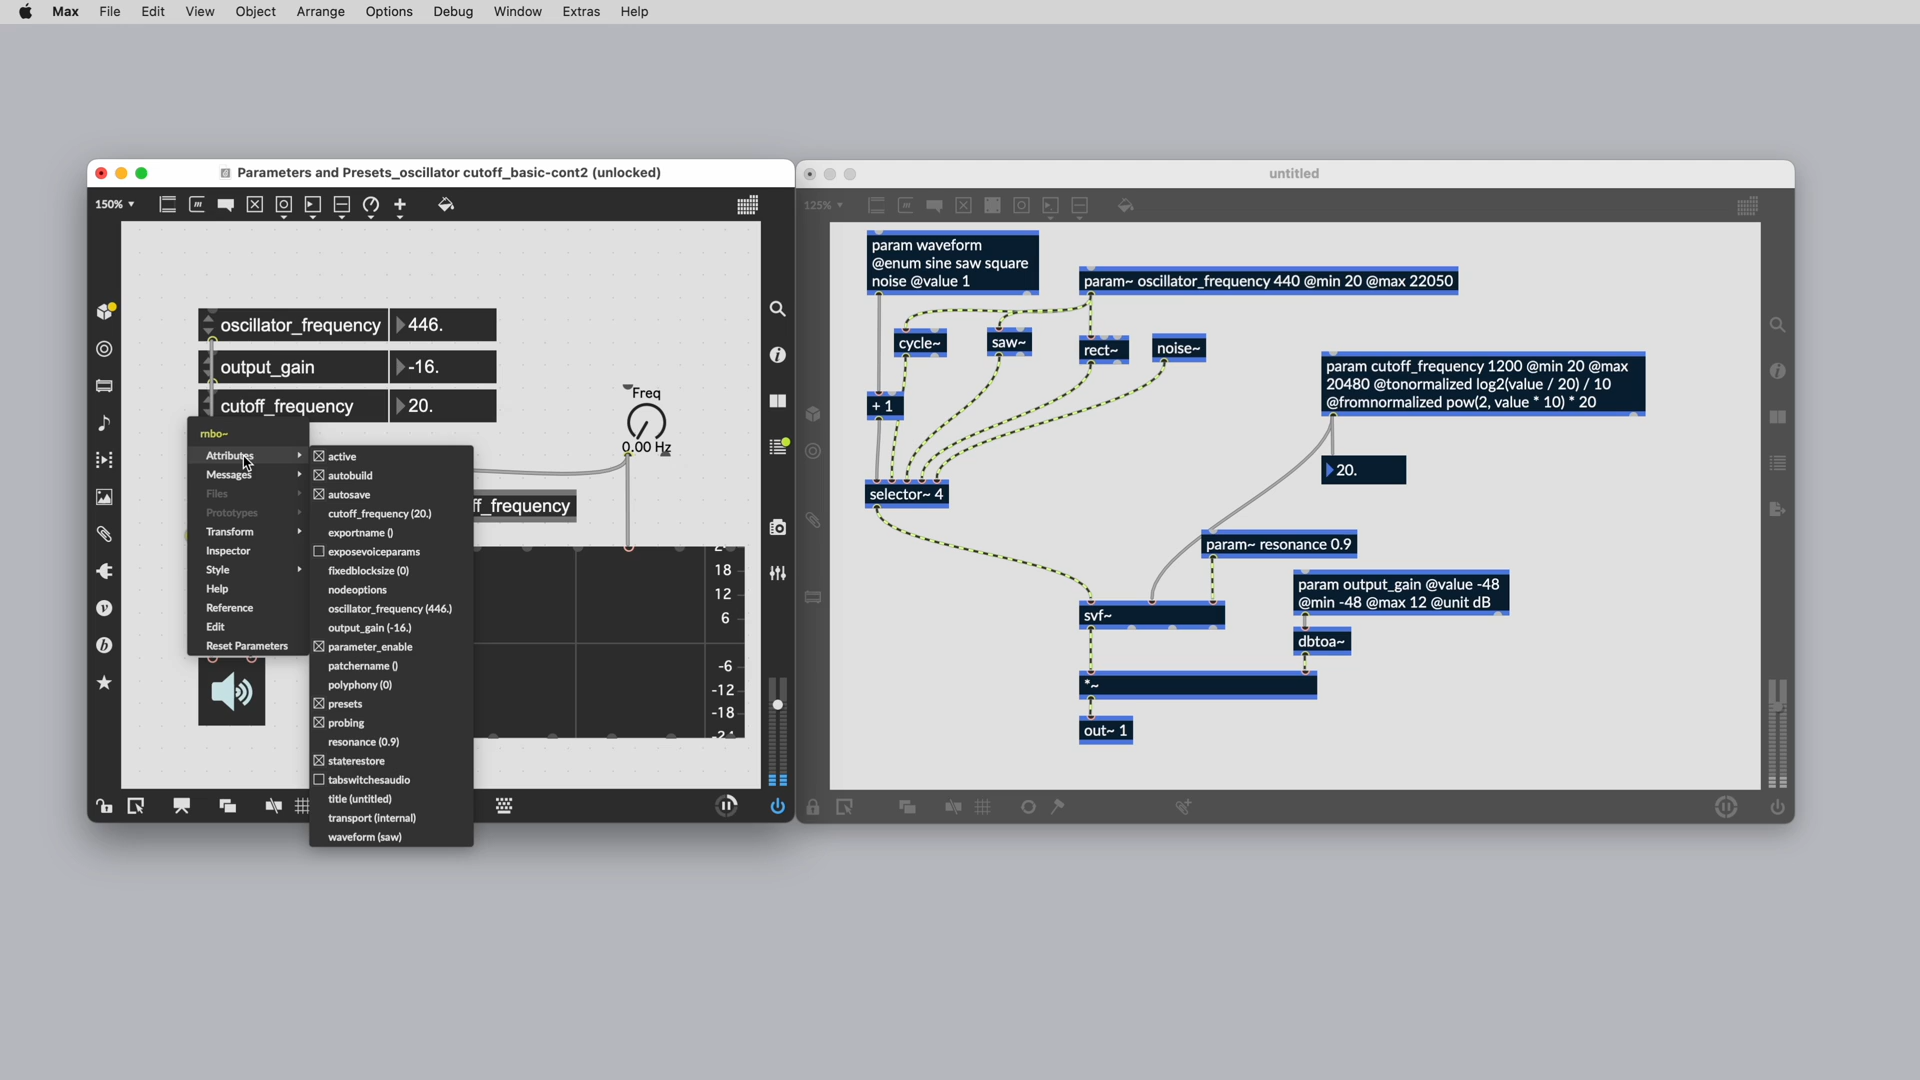 Max File Edit View Object Arrange Options Debug Window Extras Help
Parameters and Presets_oscillator cutoff_basic-cont2 (unlocked)
150%
oscillator_frequency 446.
output_gain -16.
cutoff_frequency 20.
Freq
0.00 Hz
rnbo~
Attributes
Messages
Files
Prototypes
Transform
Inspector
Style
Help
Reference
Edit
Reset Parameters
active
autobuild
autosave
cutoff_frequency (20.)
exportname ()
exposevoiceparams
fixedblocksize (0)
nodeoptions
oscillator_frequency (446.)
output_gain (-16.)
parameter_enable
patchername ()
polyphony (0)
presets
probing
resonance (0.9)
staterestore
tabswitchesaudio
title (untitled)
transport (internal)
waveform (saw)
ff_frequency
18
12
6
-6
-12
-18
untitled
125%
param waveform
@enum sine saw square
noise @value 1
param~ oscillator_frequency 440 @min 20 @max 22050
cycle~
saw~
rect~
noise~
+ 1
param cutoff_frequency 1200 @min 20 @max
20480 @tonormalized log2(value / 20) / 10
@fromnormalized pow(2, value * 10) * 20
20.
selector~ 4
param~ resonance 0.9
param output_gain @value -48
@min -48 @max 12 @unit dB
svf~
dbtoa~
*~
out~ 1